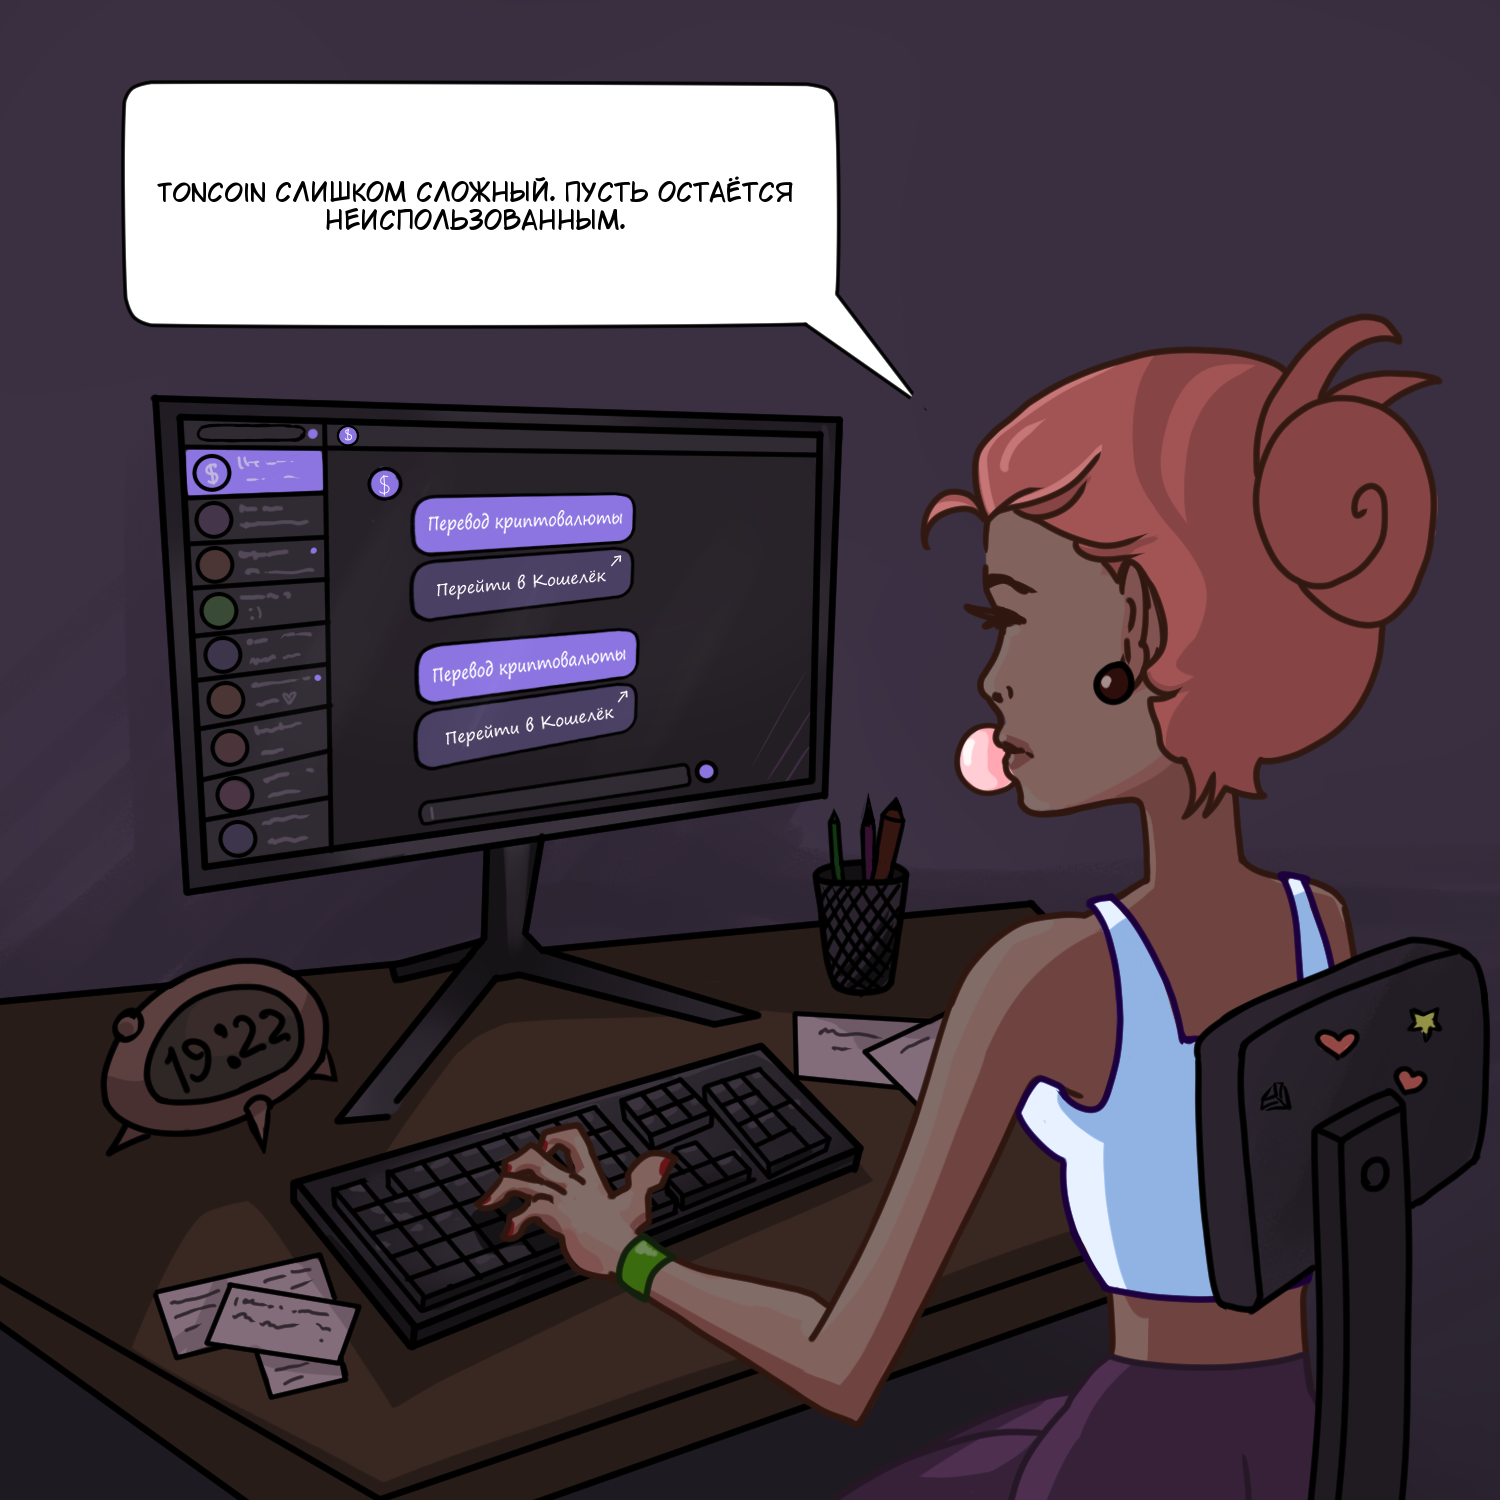 TONCOIN СЛИШКОМ СЛОЖНЫЙ. ПУСТЬ ОСТАЁТСЯ
НЕИСПОЛЬЗОВАННЫМ.
$
$
$
Перевод криптовалюты
Перейти в Кошелёк
:)
Перевод криптовалюты
Перейти в Кошелёк
19:22